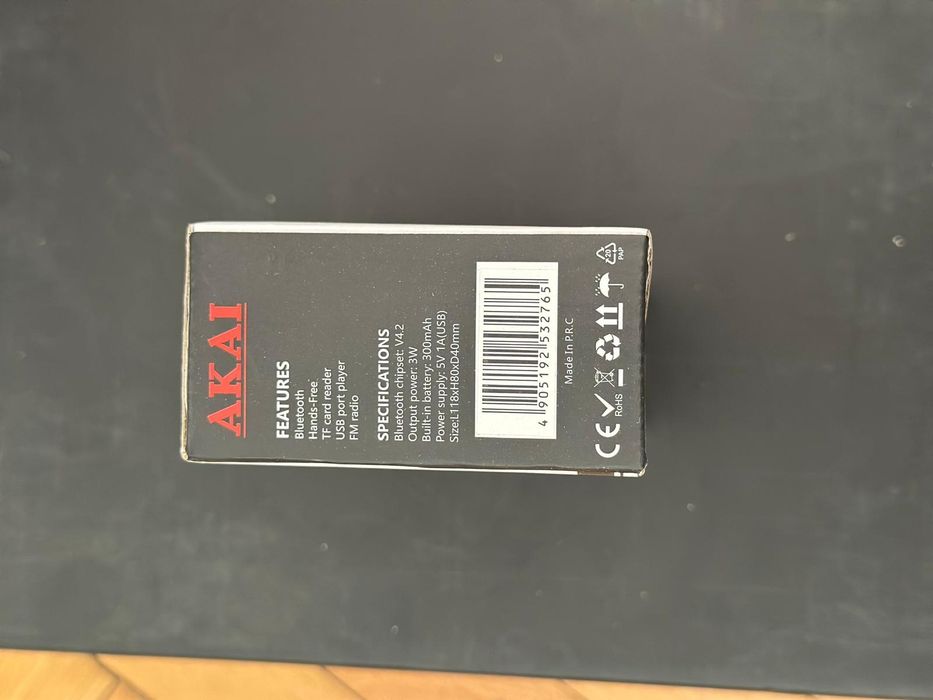 AKAI
FEATURES
Bluetooth
Hands-Free
TF card reader
USB port player
FM radio
SPECIFICATIONS
Bluetooth chipset: V4.2
Output power: 3W
Built-in battery: 300mAh
Power supply: 5V 1A(USB)
Size:L118xH80xD40mm
4 905192 532765
Made In P.R.C
CE RoHS 20 PAP